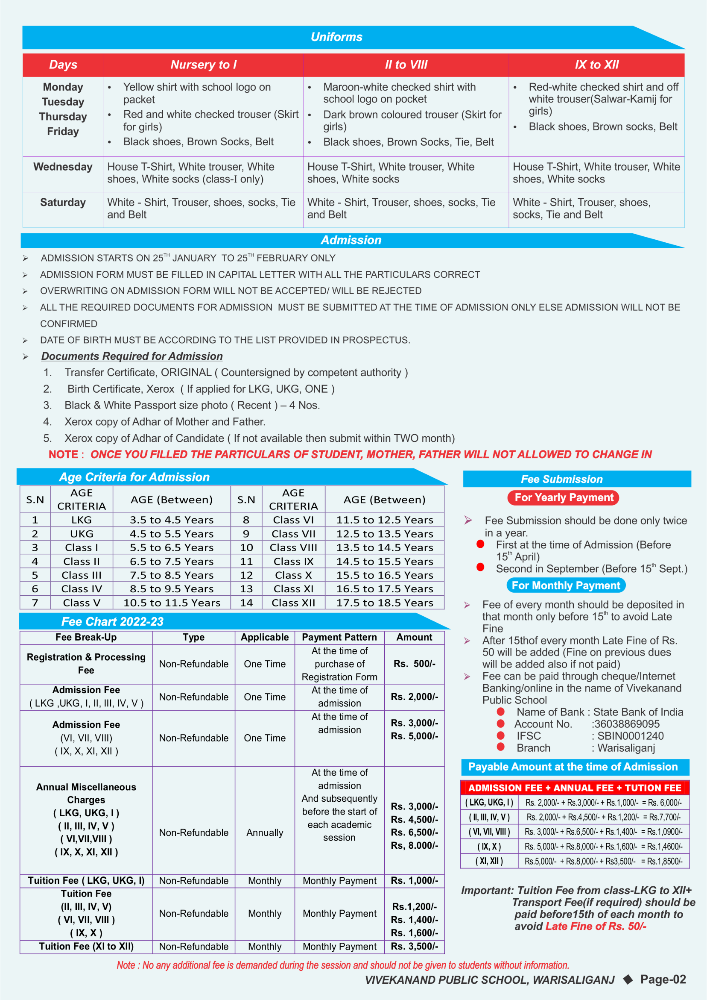 Uniforms
Days Nursery to I II to VIII IX to XII
Monday
Tuesday
Thursday
Friday
• Yellow shirt with school logo on
packet
• Red and white checked trouser (Skirt
for girls)
• Black shoes, Brown Socks, Belt
• Maroon-white checked shirt with
school logo on pocket
• Dark brown coloured trouser (Skirt for
girls)
• Black shoes, Brown Socks, Tie, Belt
• Red-white checked shirt and off
white trouser(Salwar-Kamij for
girls)
• Black shoes, Brown socks, Belt
Wednesday
House T-Shirt, White trouser, White
shoes, White socks (class-I only)
House T-Shirt, White trouser, White
shoes, White socks
House T-Shirt, White trouser, White
shoes, White socks
Saturday
White - Shirt, Trouser, shoes, socks, Tie
and Belt
White - Shirt, Trouser, shoes, socks, Tie
and Belt
White - Shirt, Trouser, shoes,
socks, Tie and Belt
Admission
➢ ADMISSION STARTS ON 25TH JANUARY TO 25TH FEBRUARY ONLY
➢ ADMISSION FORM MUST BE FILLED IN CAPITAL LETTER WITH ALL THE PARTICULARS CORRECT
➢ OVERWRITING ON ADMISSION FORM WILL NOT BE ACCEPTED/ WILL BE REJECTED
➢ ALL THE REQUIRED DOCUMENTS FOR ADMISSION MUST BE SUBMITTED AT THE TIME OF ADMISSION ONLY ELSE ADMISSION WILL NOT BE
CONFIRMED
➢ DATE OF BIRTH MUST BE ACCORDING TO THE LIST PROVIDED IN PROSPECTUS.
➢ Documents Required for Admission
1. Transfer Certificate, ORIGINAL ( Countersigned by competent authority )
2. Birth Certificate, Xerox ( If applied for LKG, UKG, ONE )
3. Black & White Passport size photo ( Recent ) – 4 Nos.
4. Xerox copy of Adhar of Mother and Father.
5. Xerox copy of Adhar of Candidate ( If not available then submit within TWO month)
NOTE : ONCE YOU FILLED THE PARTICULARS OF STUDENT, MOTHER, FATHER WILL NOT ALLOWED TO CHANGE IN
Age Criteria for Admission
S.N AGE CRITERIA AGE (Between) S.N AGE CRITERIA AGE (Between)
1 LKG 3.5 to 4.5 Years 8 Class VI 11.5 to 12.5 Years
2 UKG 4.5 to 5.5 Years 9 Class VII 12.5 to 13.5 Years
3 Class I 5.5 to 6.5 Years 10 Class VIII 13.5 to 14.5 Years
4 Class II 6.5 to 7.5 Years 11 Class IX 14.5 to 15.5 Years
5 Class III 7.5 to 8.5 Years 12 Class X 15.5 to 16.5 Years
6 Class IV 8.5 to 9.5 Years 13 Class XI 16.5 to 17.5 Years
7 Class V 10.5 to 11.5 Years 14 Class XII 17.5 to 18.5 Years
Fee Chart 2022-23
Fee Break-Up Type Applicable Payment Pattern Amount
Registration & Processing
Fee
Non-Refundable
One Time
At the time of
purchase of
Registration Form
Rs. 500/-
Admission Fee
( LKG ,UKG, I, II, III, IV, V )
Non-Refundable
One Time
At the time of
admission
Rs. 2,000/-
Admission Fee
(VI, VII, VIII)
( IX, X, XI, XII )
Non-Refundable
One Time
At the time of
admission
Rs. 3,000/-
Rs. 5,000/-
Annual Miscellaneous
Charges
( LKG, UKG, I )
( II, III, IV, V )
( VI,VII,VIII )
( IX, X, XI, XII )
Non-Refundable
Annually
At the time of
admission
And subsequently
before the start of
each academic
session
Rs. 3,000/-
Rs. 4,500/-
Rs. 6,500/-
Rs, 8.000/-
Tuition Fee ( LKG, UKG, I) Non-Refundable Monthly Monthly Payment Rs. 1,000/-
Tuition Fee
(II, III, IV, V)
( VI, VII, VIII )
( IX, X )
Non-Refundable
Monthly
Monthly Payment
Rs.1,200/-
Rs. 1,400/-
Rs. 1,600/-
Tuition Fee (XI to XII) Non-Refundable Monthly Monthly Payment Rs. 3,500/-
Fee Submission
For Yearly Payment
➢ Fee Submission should be done only twice
in a year.
● First at the time of Admission (Before
15th April)
● Second in September (Before 15th Sept.)
For Monthly Payment
➢ Fee of every month should be deposited in
that month only before 15th to avoid Late
Fine
➢ After 15thof every month Late Fine of Rs.
50 will be added (Fine on previous dues
will be added also if not paid)
➢ Fee can be paid through cheque/Internet
Banking/online in the name of Vivekanand
Public School
● Name of Bank : State Bank of India
● Account No. :36038869095
● IFSC : SBIN0001240
● Branch : Warisaliganj
Payable Amount at the time of Admission
ADMISSION FEE + ANNUAL FEE + TUTION FEE
( LKG, UKG, I ) Rs. 2,000/- + Rs.3,000/- + Rs.1,000/- = Rs. 6,000/-
( II, III, IV, V ) Rs. 2,000/- + Rs.4,500/- + Rs.1,200/- = Rs.7,700/-
( VI, VII, VIII ) Rs. 3,000/- + Rs.6,500/- + Rs.1,400/- = Rs.1,0900/-
( IX, X ) Rs. 5,000/- + Rs.8,000/- + Rs.1,600/- = Rs.1,4600/-
( XI, XII ) Rs.5,000/- + Rs.8,000/- + Rs3,500/- = Rs.1,8500/-
Important: Tuition Fee from class-LKG to XII+
Transport Fee(if required) should be
paid before15th of each month to
avoid Late Fine of Rs. 50/-
Note : No any additional fee is demanded during the session and should not be given to students without information.
VIVEKANAND PUBLIC SCHOOL, WARISALIGANJ ◆ Page-02